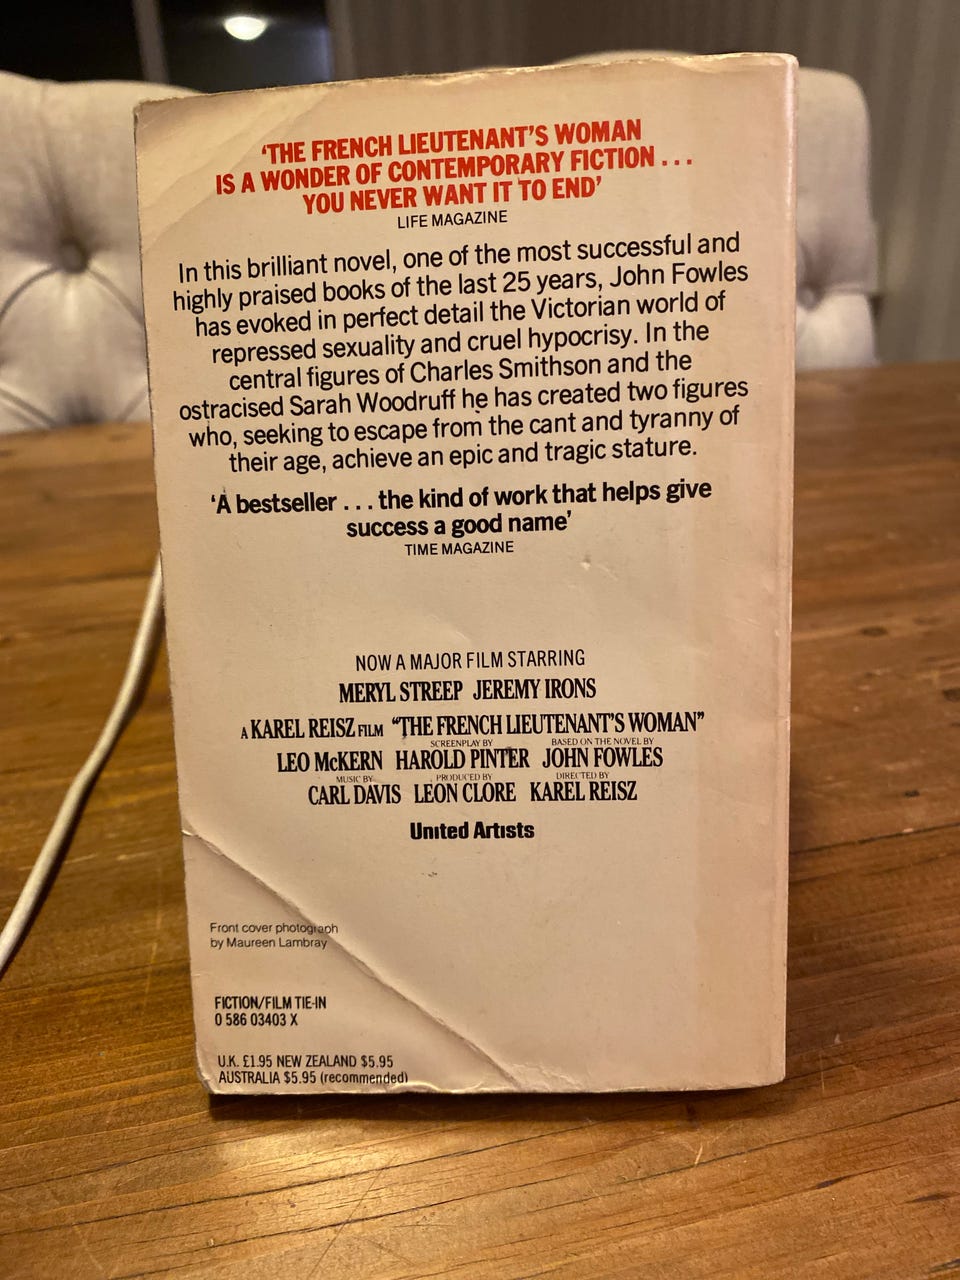 ‘THE FRENCH LIEUTENANT’S WOMAN
IS A WONDER OF CONTEMPORARY FICTION . . .
YOU NEVER WANT IT TO END’
LIFE MAGAZINE
In this brilliant novel, one of the most successful and
highly praised books of the last 25 years, John Fowles
has evoked in perfect detail the Victorian world of
repressed sexuality and cruel hypocrisy. In the
central figures of Charles Smithson and the
ostracised Sarah Woodruff he has created two figures
who, seeking to escape from the cant and tyranny of
their age, achieve an epic and tragic stature.
‘A bestseller . . . the kind of work that helps give
success a good name’
TIME MAGAZINE
NOW A MAJOR FILM STARRING
MERYL STREEP JEREMY IRONS
A KAREL REISZ FILM “THE FRENCH LIEUTENANT’S WOMAN”
SCREENPLAY BY BASED ON THE NOVEL BY
LEO McKERN HAROLD PINTER JOHN FOWLES
MUSIC BY PRODUCED BY DIRECTED BY
CARL DAVIS LEON CLORE KAREL REISZ
United Artists
Front cover photograph
by Maureen Lambray
FICTION/FILM TIE-IN
0 586 03403 X
U.K. £1.95 NEW ZEALAND $5.95
AUSTRALIA $5.95 (recommended)